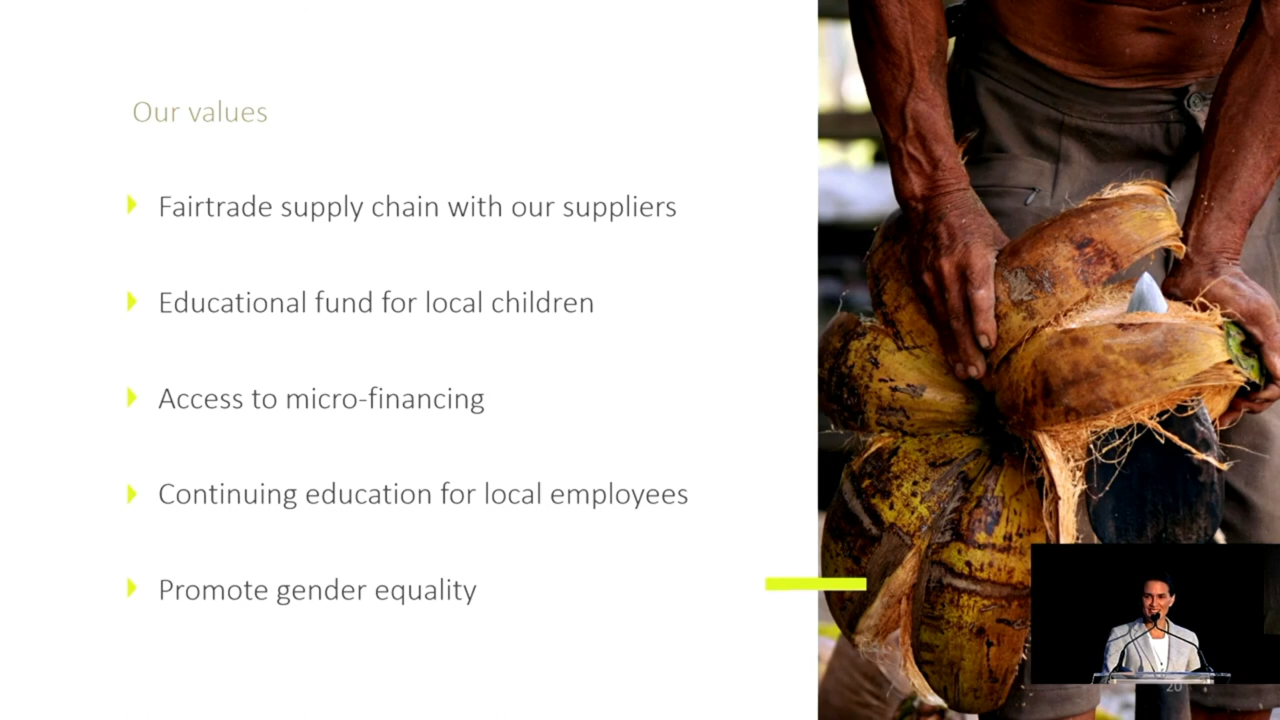 Our values
Fairtrade supply chain with our suppliers
Educational fund for local children
Access to micro-financing
Continuing education for local employees
Promote gender equality
20